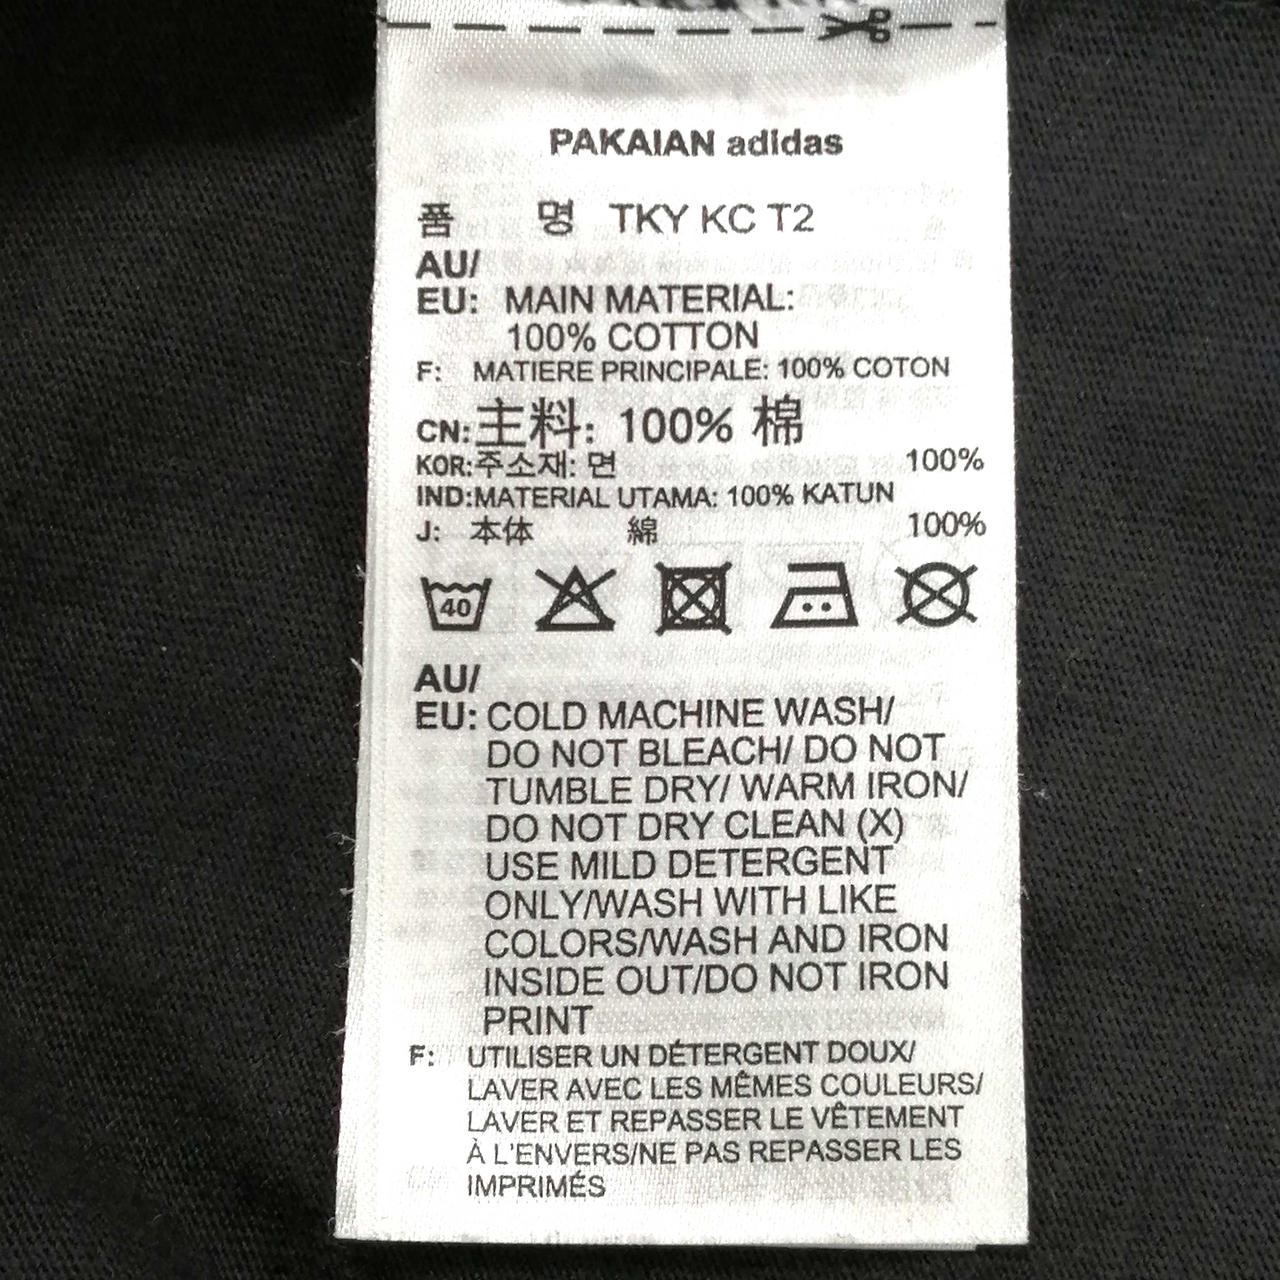 PAKAIAN adidas
품 명 TKY KC T2
AU/
EU: MAIN MATERIAL:
100% COTTON
F: MATIERE PRINCIPALE: 100% COTON
CN:主料: 100% 棉
KOR:주소재: 면 100%
IND:MATERIAL UTAMA: 100% KATUN
J: 本体 綿 100%
40
AU/
EU: COLD MACHINE WASH/
DO NOT BLEACH/ DO NOT
TUMBLE DRY/ WARM IRON/
DO NOT DRY CLEAN (X)
USE MILD DETERGENT
ONLY/WASH WITH LIKE
COLORS/WASH AND IRON
INSIDE OUT/DO NOT IRON
PRINT
F: UTILISER UN DÉTERGENT DOUX/
LAVER AVEC LES MÊMES COULEURS/
LAVER ET REPASSER LE VÊTEMENT
À L'ENVERS/NE PAS REPASSER LES
IMPRIMÉS